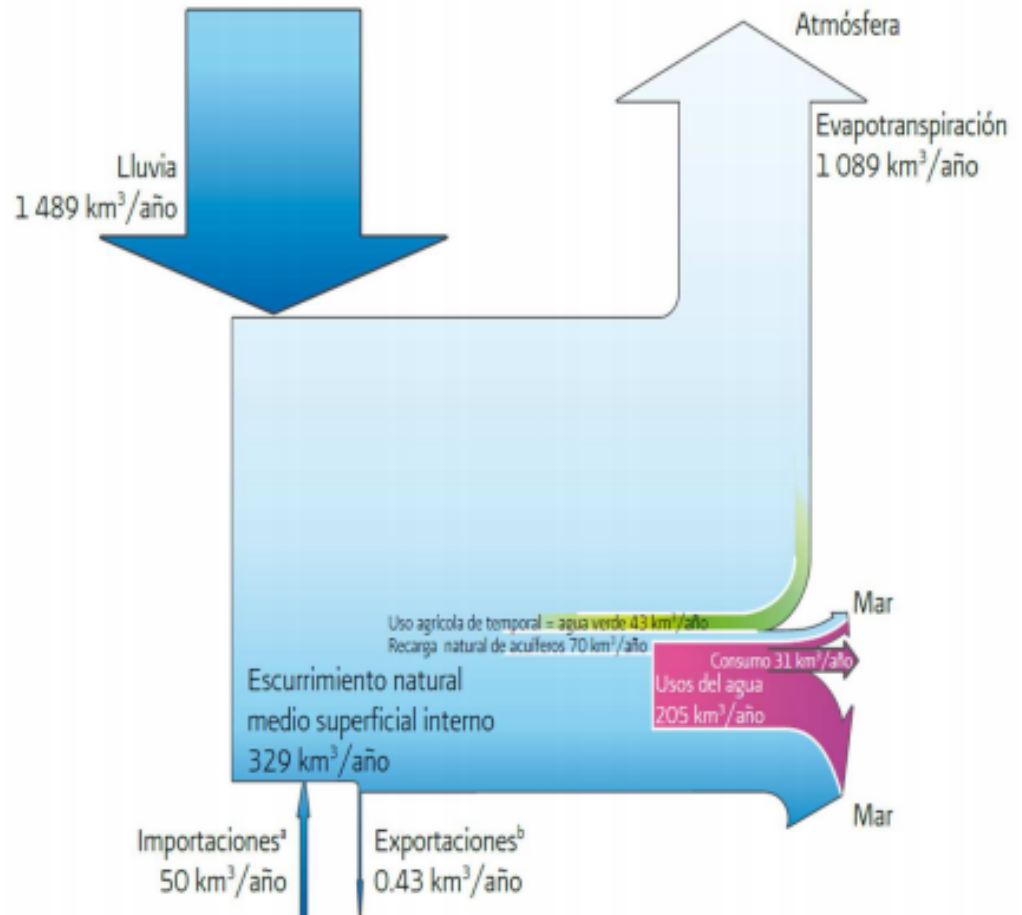 Atmósfera
Evapotranspiración
1 089 km³/año
Lluvia
1 489 km³/año
Mar
Uso agrícola de temporal = agua verde 43 km³/año
Recarga natural de acuíferos 70 km³/año
Consumo 31 km³/año
Usos del agua
205 km³/año
Escurrimiento natural
medio superficial interno
329 km³/año
Mar
Importacionesª
50 km³/año
Exportacionesᵇ
0.43 km³/año